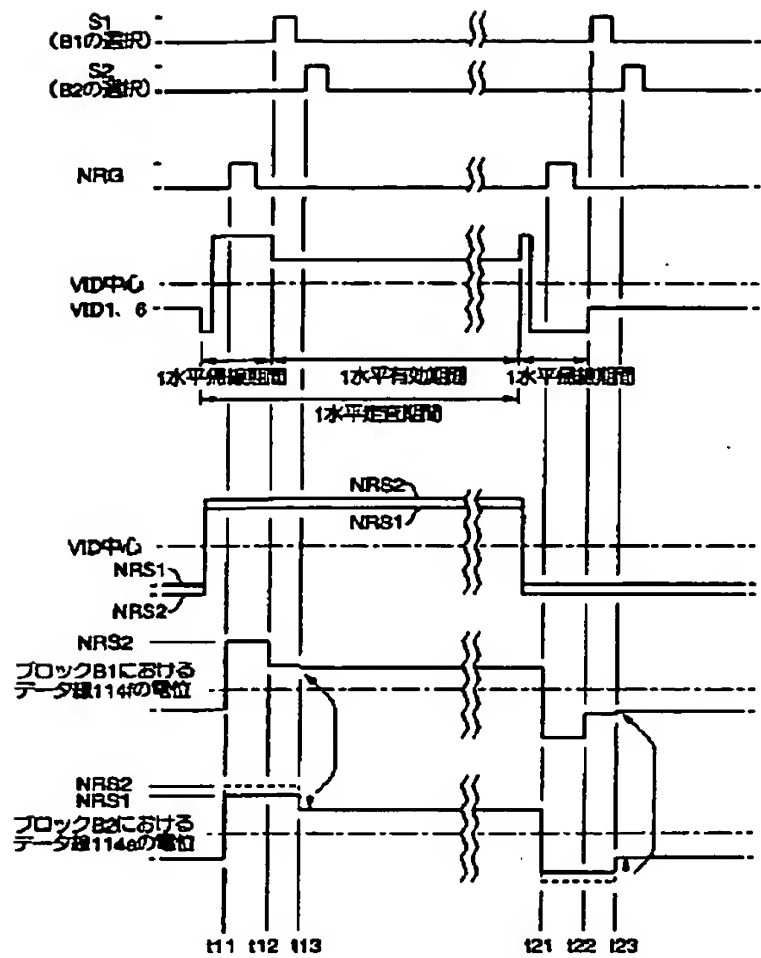 S1
(B1の選択)
S2
(B2の選択)
NRG
VID中心
VID1、6
1水平帰線期間
1水平有効期間
1水平帰線期間
1水平走査期間
NRS2
NRS1
VID中心
NRS1
NRS2
NRS2
ブロックB1における
データ線114fの電位
NRS2
NRS1
ブロックB2における
データ線114aの電位
t11 t12 t13 t21 t22 t23